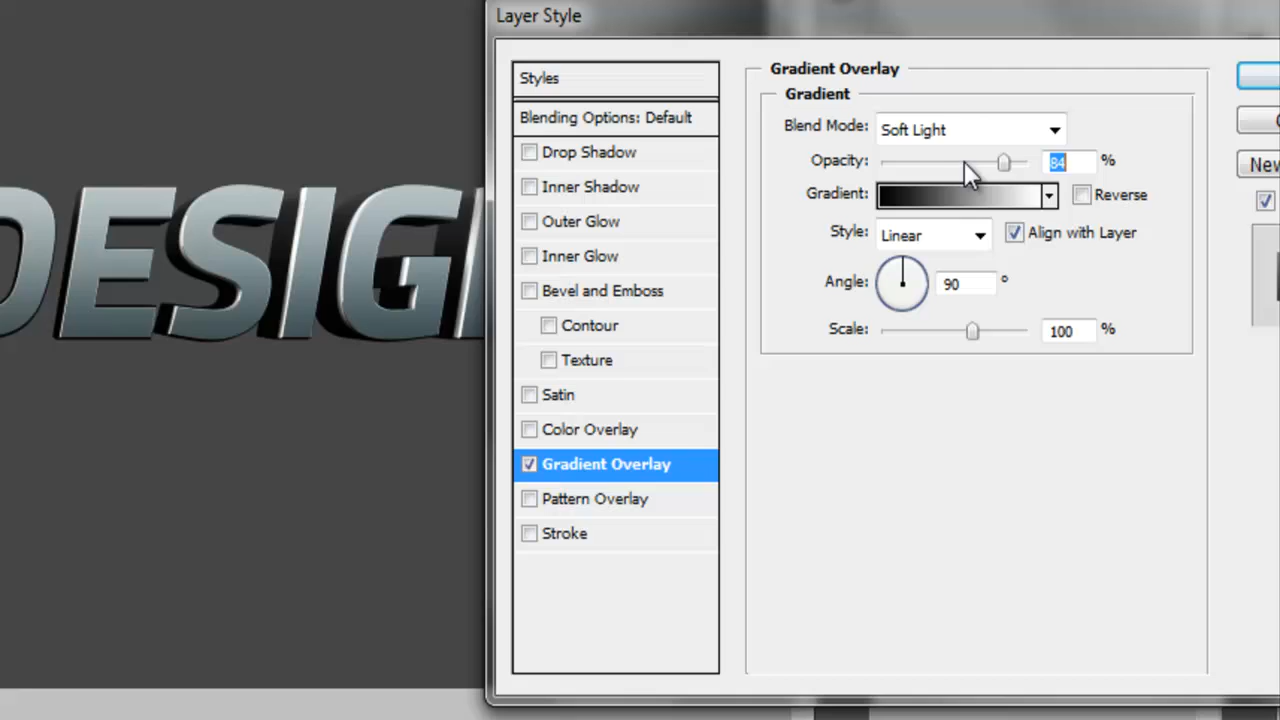 Layer Style
Styles
Blending Options: Default
Drop Shadow
Inner Shadow
Outer Glow
Inner Glow
Bevel and Emboss
Contour
Texture
Satin
Color Overlay
Gradient Overlay
Pattern Overlay
Stroke
Gradient Overlay
Gradient
Blend Mode: Soft Light
Opacity: 84 %
Gradient: Reverse
Style: Linear Align with Layer
Angle: 90 °
Scale: 100 %
New
DESIG